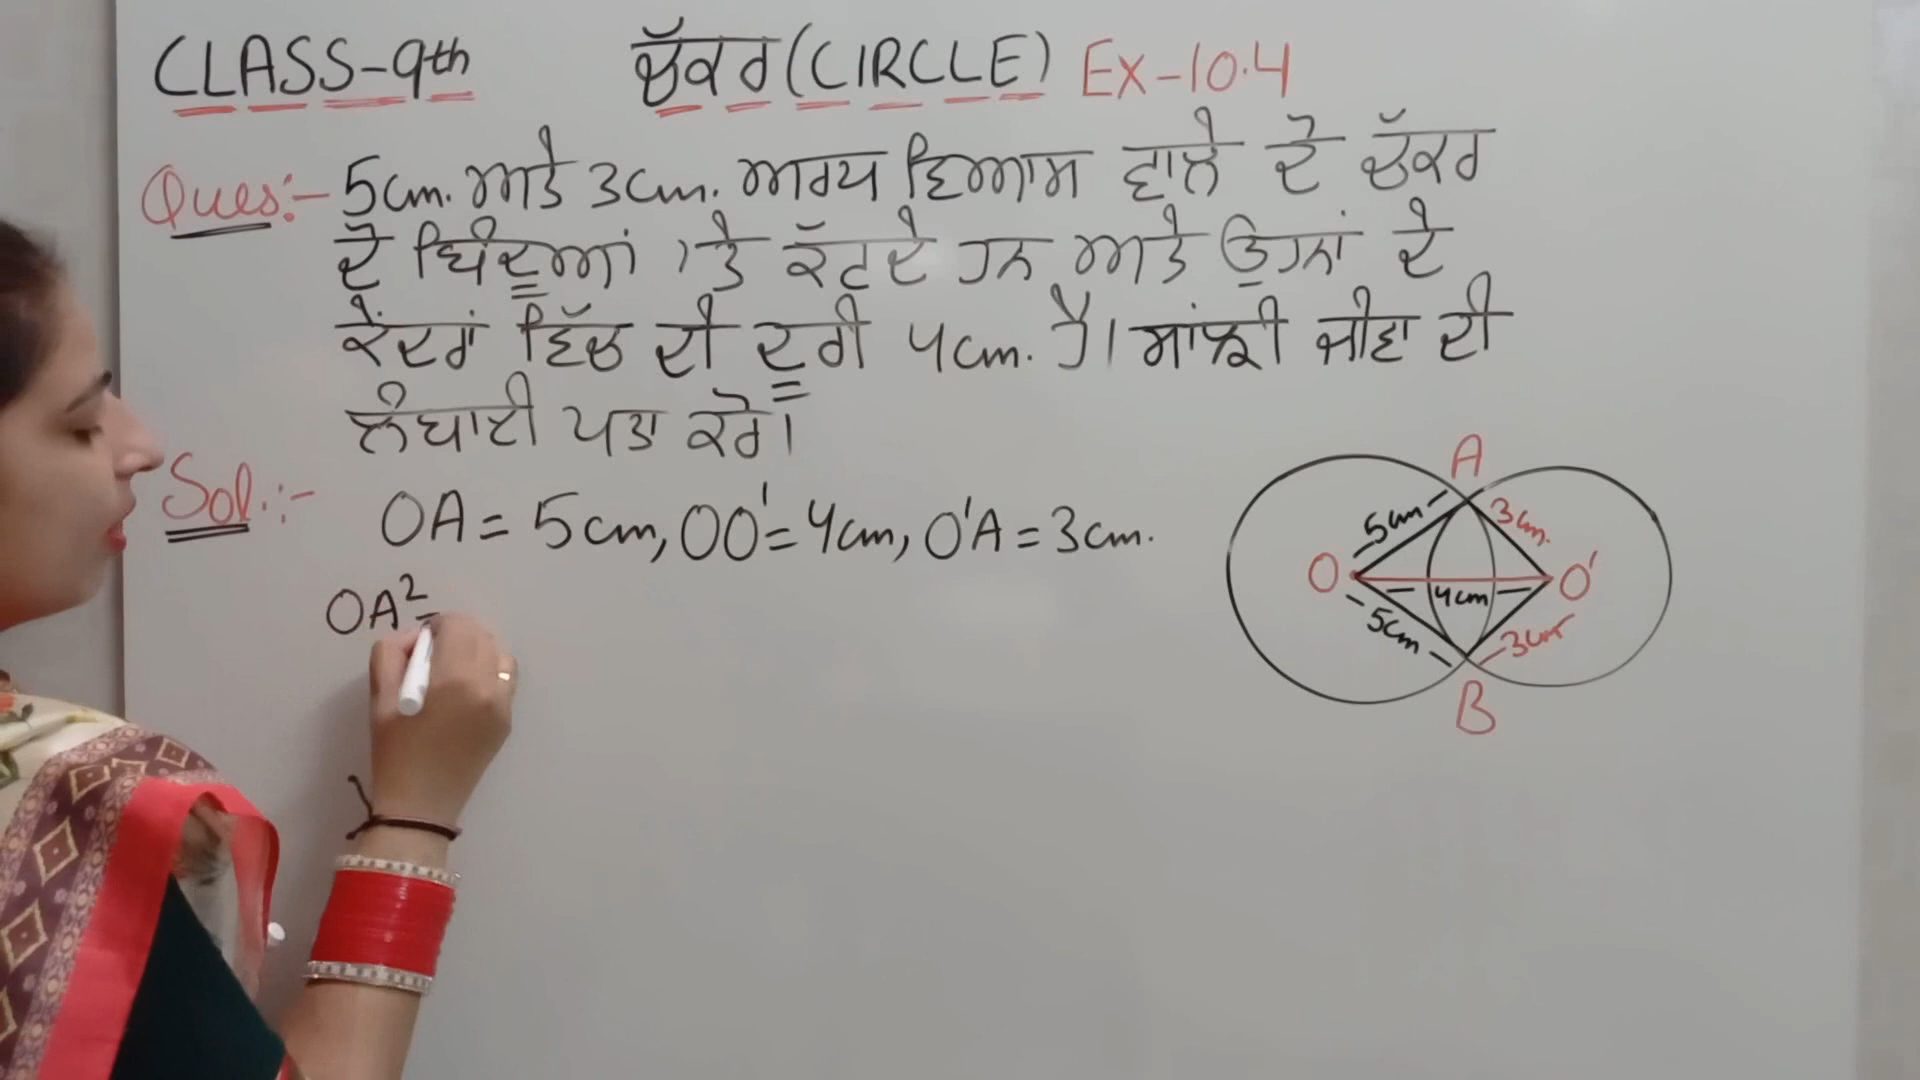 CLASS-9th ਚੱਕਰ (CIRCLE) EX-10.4
Ques:- 5cm. ਅਤੇ 3cm. ਅਰਧ ਵਿਆਸ ਵਾਲੇ ਦੋ ਚੱਕਰ
ਦੋ ਬਿੰਦੂਆਂ 'ਤੇ ਕੱਟਦੇ ਹਨ ਅਤੇ ਉਹਨਾਂ ਦੇ
ਕੇਂਦਰਾਂ ਵਿੱਚ ਦੀ ਦੂਰੀ 4cm. ਹੈ। ਸਾਂਝੀ ਜੀਵਾ ਦੀ
ਲੰਬਾਈ ਪਤਾ ਕਰੋ।
Sol:- OA = 5cm, OO' = 4cm, O'A = 3cm.
OA² =
A
5cm 3cm.
O 4cm O'
5cm 3cm
B